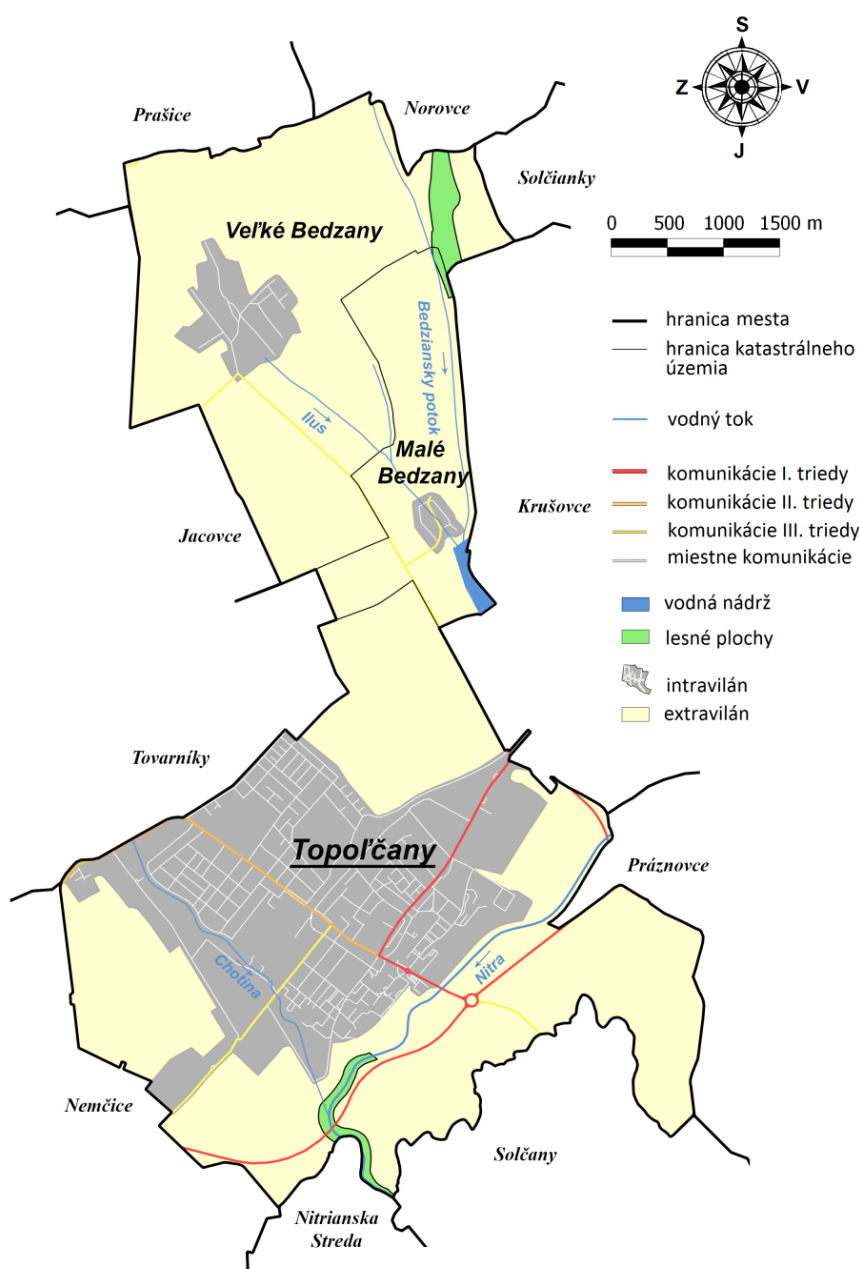 S
Z
V
J
Prašice
Norovce
Solčianky
0 500 1000 1500 m
Veľké Bedzany
Bedziansky potok
Ilus
Malé
Bedzany
Jacovce
Krušovce
hranica mesta
hranica katastrálneho
územia
vodný tok
komunikácie I. triedy
komunikácie II. triedy
komunikácie III. triedy
miestne komunikácie
vodná nádrž
lesné plochy
intravilán
extravilán
Tovarníky
Topoľčany
Práznovce
Chotina
Nitra
Nemčice
Solčany
Nitrianska
Streda